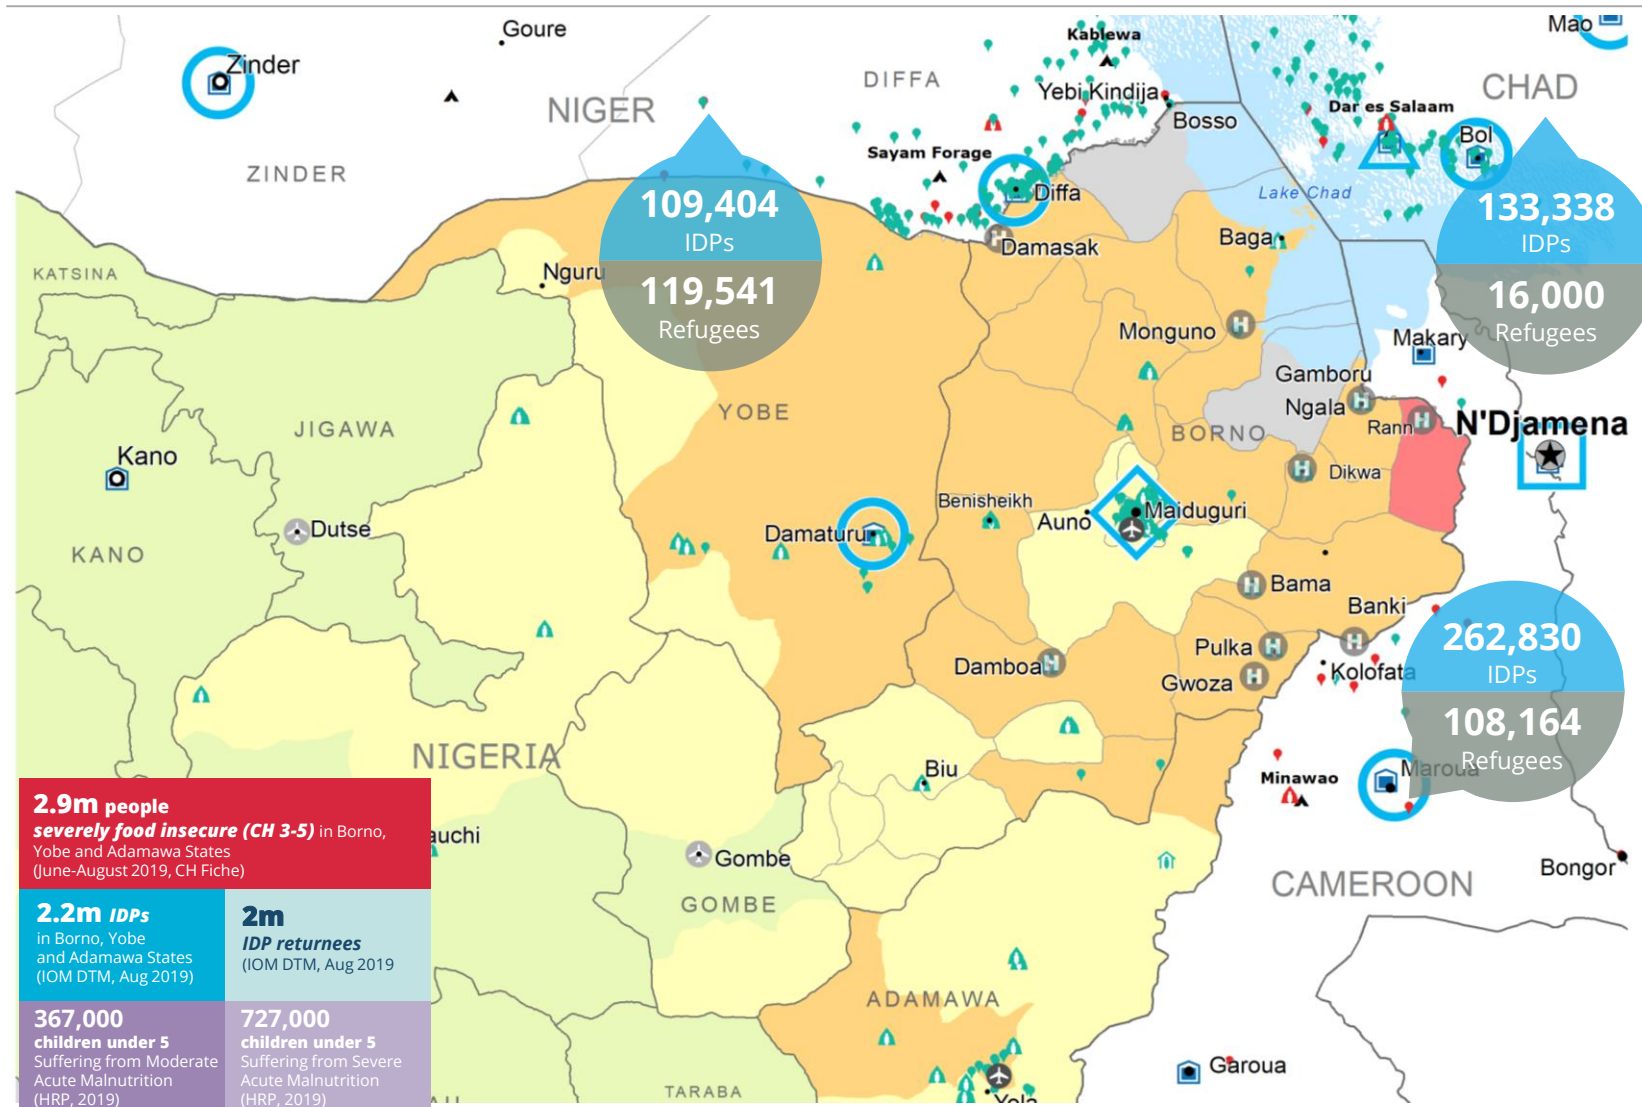 Goure
Kablewa
Mao
Zinder
DIFFA
CHAD
NIGER
Yebi Kindija
Dar es Salaam
Bosso
Bol
Sayam Forage
ZINDER
109,404
IDPs
119,541
Refugees
Diffa
Lake Chad
133,338
IDPs
16,000
Refugees
Damasak
Baga
KATSINA
Nguru
H
Monguno
H
Makary
Gamboru
Ngala
H
YOBE
JIGAWA
BORNO
Rann
H
N'Djamena
Kano
H
Dikwa
Benisheikh
Auno
Maiduguri
Dutse
Damaturu
KANO
H
Bama
Banki
262,830
IDPs
108,164
Refugees
Pulka
H
H
Damboa
H
Kolofata
Gwoza
H
NIGERIA
Biu
Minawao
Maroua
2.9m people
severely food insecure (CH 3-5) in Borno,
Yobe and Adamawa States
(June-August 2019, CH Fiche)
auchi
Gombe
Bongor
CAMEROON
GOMBE
2.2m IDPs
in Borno, Yobe
and Adamawa States
(IOM DTM, Aug 2019)
2m
IDP returnees
(IOM DTM, Aug 2019
ADAMAWA
367,000
children under 5
Suffering from Moderate
Acute Malnutrition
(HRP, 2019)
727,000
children under 5
Suffering from Severe
Acute Malnutrition
(HRP, 2019)
Garoua
TARABA
Yola